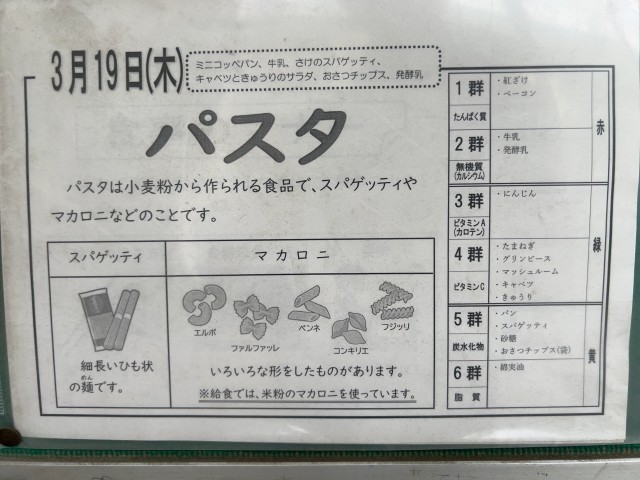 3月19日(木)
ミニコッペパン、牛乳、さけのスパゲッティ、
キャベツときゅうりのサラダ、おさつチップス、発酵乳
パスタ
パスタは小麦粉から作られる食品で、スパゲッティや
マカロニなどのことです。
スパゲッティ
細長いひも状
の麺です。
めん
マカロニ
エルボ
ファルファッレ
ペンネ
コンキリエ
フジッリ
いろいろな形をしたものがあります。
※給食では、米粉のマカロニを使っています。
1群
たんぱく質
・紅ざけ
・ベーコン
2群
無機質
(カルシウム)
・牛乳
・発酵乳
赤
3群
ビタミンA
(カロテン)
・にんじん
4群
ビタミンC
・たまねぎ
・グリンピース
・マッシュルーム
・キャベツ
・きゅうり
緑
5群
炭水化物
・パン
・スパゲッティ
・砂糖
・おさつチップス(袋)
6群
脂質
・綿実油
黄